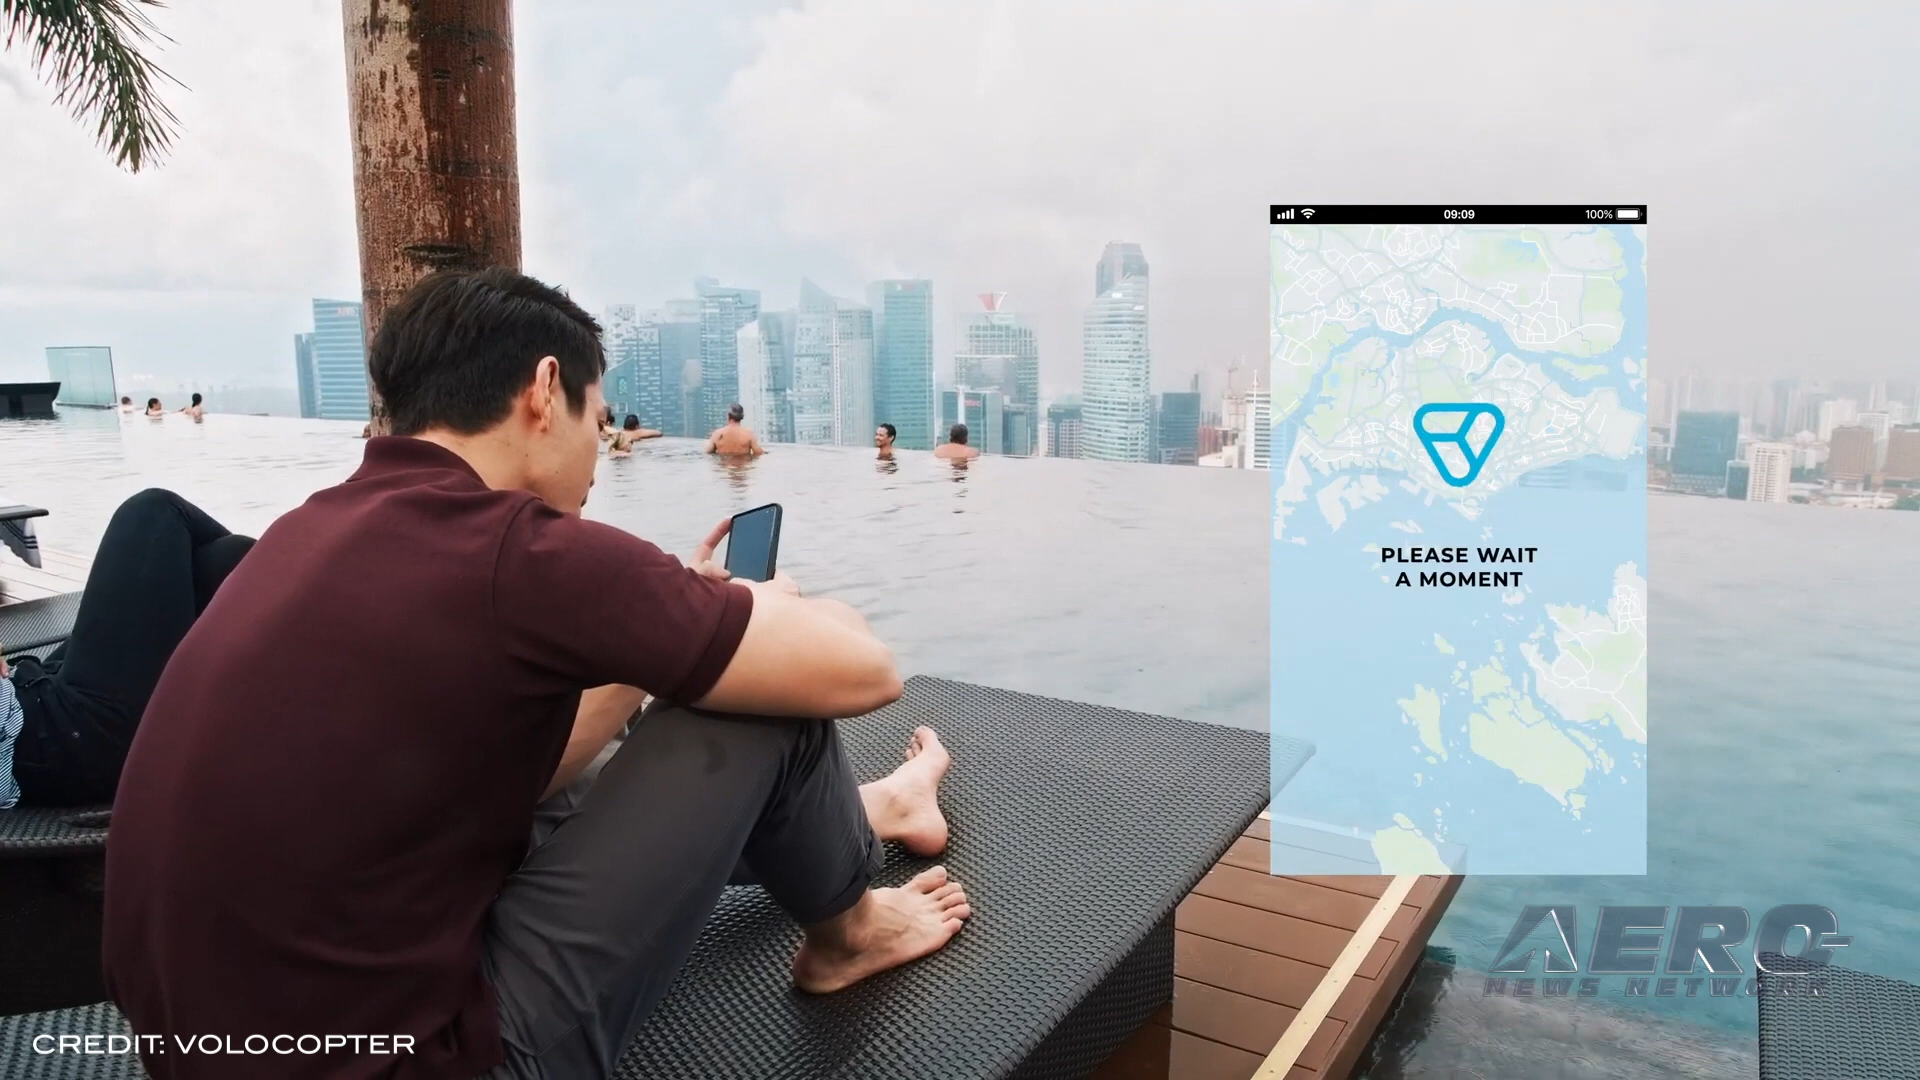 09:09
100%
PLEASE WAIT
A MOMENT
AERO
NEWS NETWORK
CREDIT: VOLOCOPTER